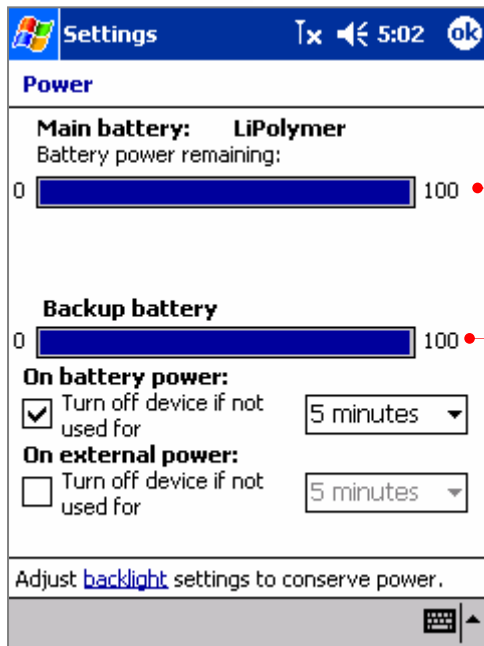 Settings 5:02 ok
Power
Main battery: LiPolymer
Battery power remaining:
0 100
Backup battery
0 100
On battery power:
Turn off device if not
used for
5 minutes
On external power:
Turn off device if not
used for
5 minutes
Adjust backlight settings to conserve power.